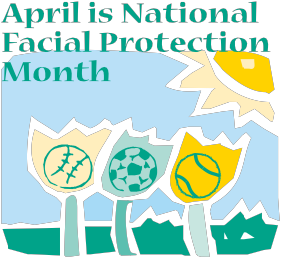 April is National
Facial Protection
Month